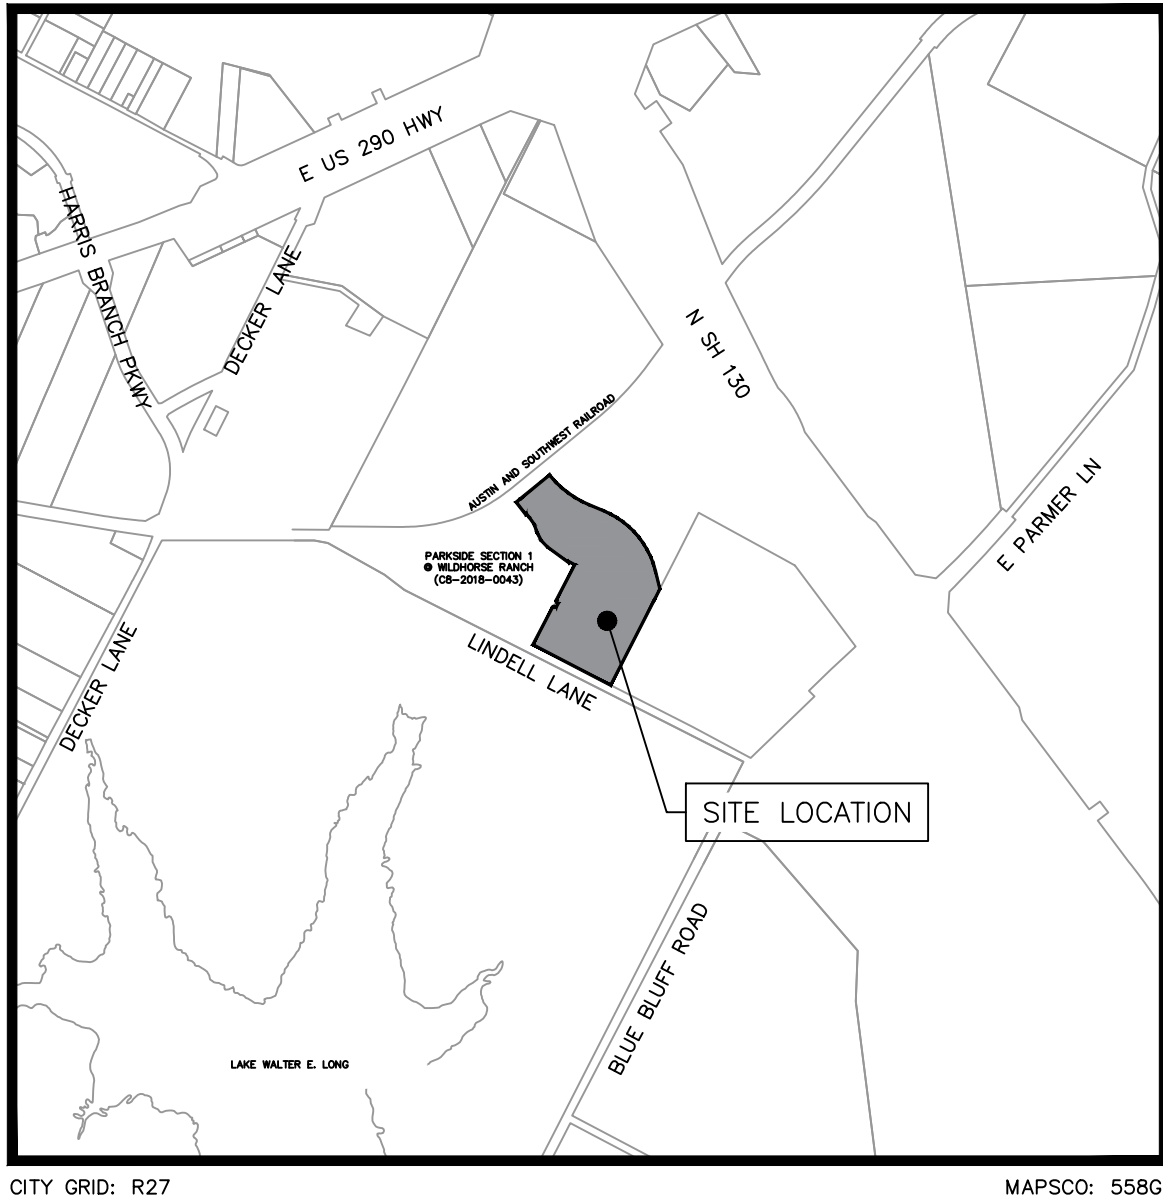 E US 290 HWY
HARRIS BRANCH PKWY
DECKER LANE
N SH 130
AUSTIN AND SOUTHWEST RAILROAD
E PARMER LN
PARKSIDE SECTION 1
@ WILDHORSE RANCH
(C8-2018-0043)
LINDELL LANE
DECKER LANE
SITE LOCATION
BLUE BLUFF ROAD
LAKE WALTER E. LONG
CITY GRID: R27
MAPSCO: 558G